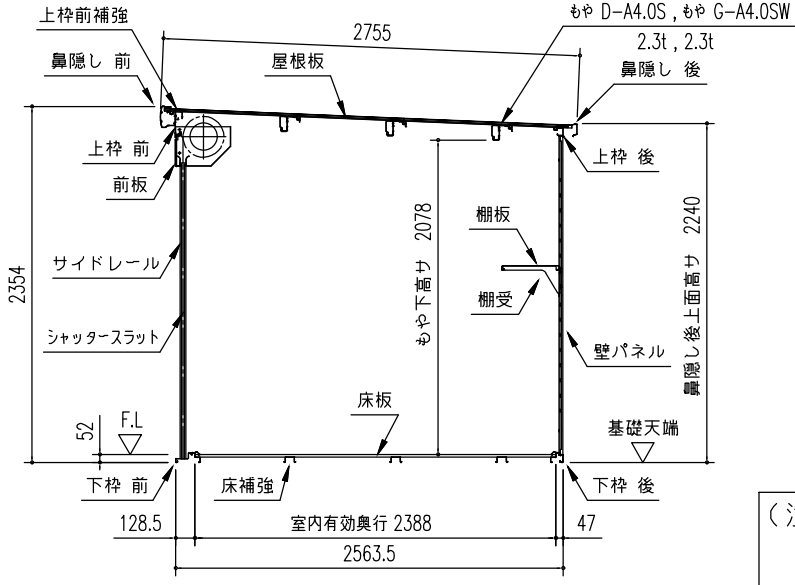 上枠前補強
もや D-A4.0S , もや G-A4.0SW
2.3t , 2.3t
2755
鼻隠し 前
屋根板
鼻隠し 後
上枠 前
上枠 後
前板
もや下高サ 2078
棚板
鼻隠し後上面高サ 2240
サイドレール
2354
棚受
シャッタースラット
壁パネル
床板
F.L
52
基礎天端
下枠 前
床補強
下枠 後
128.5
室内有効奥行 2388
47
2563.5
(注